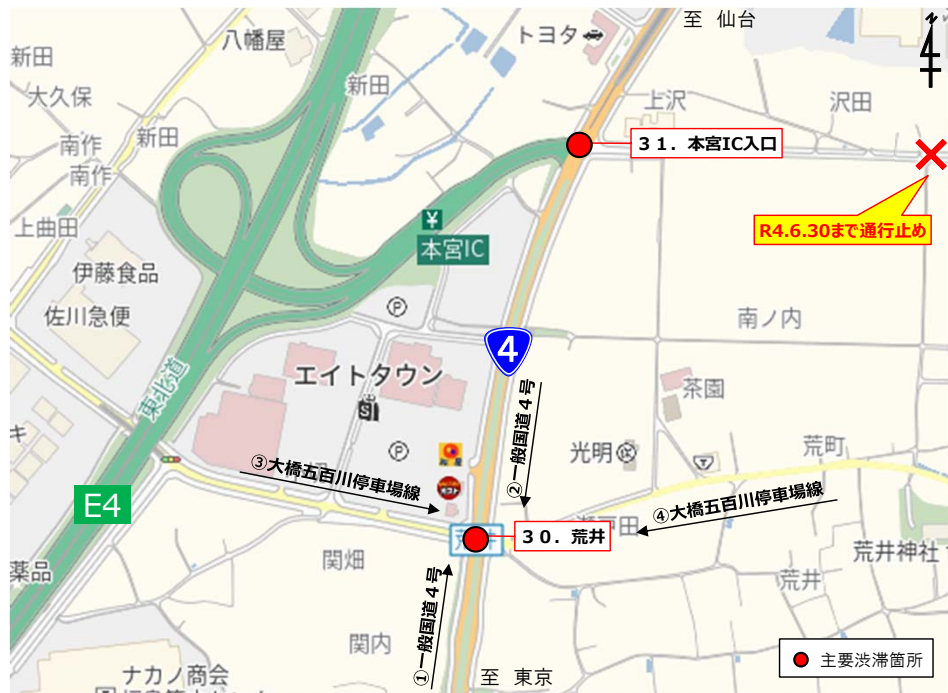 至 仙台
八幡屋
トヨタ
新田
新田
大久保
上沢
沢田
新田
南作
南作
３１．本宮IC入口
上曲田
R4.6.30まで通行止め
¥
本宮IC
伊藤食品
佐川急便
P
南ノ内
4
エイトタウン
東北道
茶園
②一般国道４号
荒町
キ
P
光明
③大橋五百川停車場線
E4
④大橋五百川停車場線
３０．荒井
荒井神社
薬品
関畑
荒井
①一般国道４号
関内
主要渋滞箇所
ナカノ商会
至 東京